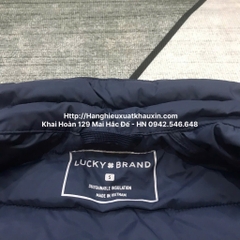 https://Hanghieuxuatkhauxin.com
Khai Hoàn 129 Mai Hắc Đế - HN 0942.546.648
LUCKY BRAND
S
SUSTAINABLE INSULATION
MADE IN VIETNAM